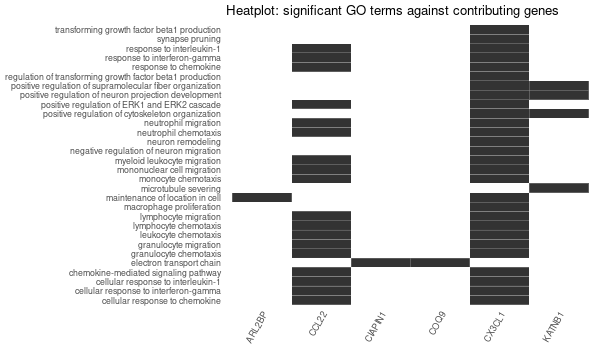 Heatplot: significant GO terms against contributing genes
transforming growth factor beta1 production
synapse pruning
response to interleukin-1
response to interferon-gamma
response to chemokine
regulation of transforming growth factor beta1 production
positive regulation of supramolecular fiber organization
positive regulation of neuron projection development
positive regulation of ERK1 and ERK2 cascade
positive regulation of cytoskeleton organization
neutrophil migration
neutrophil chemotaxis
neuron remodeling
negative regulation of neuron migration
myeloid leukocyte migration
mononuclear cell migration
monocyte chemotaxis
microtubule severing
maintenance of location in cell
macrophage proliferation
lymphocyte migration
lymphocyte chemotaxis
leukocyte chemotaxis
granulocyte migration
granulocyte chemotaxis
electron transport chain
chemokine-mediated signaling pathway
cellular response to interleukin-1
cellular response to interferon-gamma
cellular response to chemokine
ARL2BP
CCL22
CIAPIN1
COQ9
CX3CL1
KATNB1